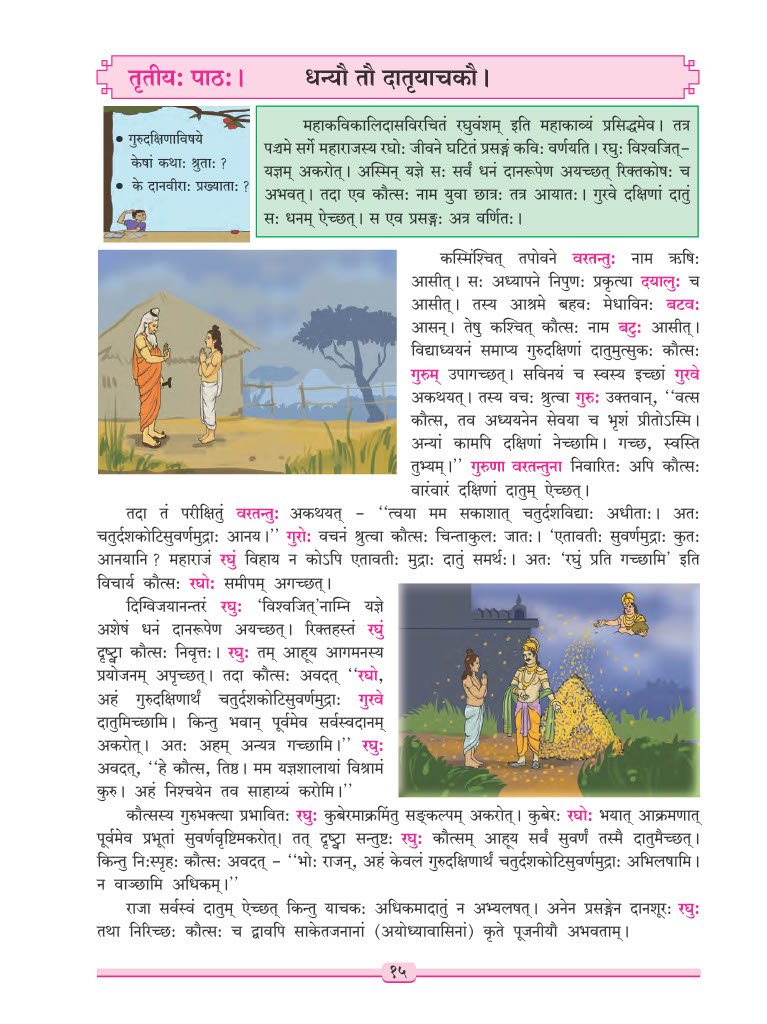 तृतीयः पाठः।
धन्यौ तौ दातृयाचकौ।
• गुरुदक्षिणाविषये
केषां कथाः श्रुताः ?
• के दानवीराः प्रख्याताः ?
महाकविकालिदासविरचितं रघुवंशम् इति महाकाव्यं प्रसिद्धमेव। तत्र
पञ्चमे सर्गे महाराजस्य रघोः जीवने घटितं प्रसङ्गं कविः वर्णयति। रघुः विश्वजित्-
यज्ञम् अकरोत्। अस्मिन् यज्ञे सः सर्वं धनं दानरूपेण अयच्छत् रिक्तकोषः च
अभवत्। तदा एव कौत्सः नाम युवा छात्रः तत्र आयातः। गुरवे दक्षिणां दातुं
सः धनम् ऐच्छत्। स एव प्रसङ्गः अत्र वर्णितः।
कस्मिंश्चित् तपोवने वरतन्तुः नाम ऋषिः
आसीत्। सः अध्यापने निपुणः प्रकृत्या दयालुः च
आसीत्। तस्य आश्रमे बहवः मेधाविनः बटवः
आसन्। तेषु कश्चित् कौत्सः नाम बटुः आसीत्।
विद्याध्ययनं समाप्य गुरुदक्षिणां दातुमुत्सुकः कौत्सः
गुरुम् उपागच्छत्। सविनयं च स्वस्य इच्छां गुरवे
अकथयत्। तस्य वचः श्रुत्वा गुरुः उक्तवान्, ‘‘वत्स
कौत्स, तव अध्ययनेन सेवया च भृशं प्रीतोऽस्मि।
अन्यां कामपि दक्षिणां नेच्छामि। गच्छ, स्वस्ति
तुभ्यम्।’’ गुरुणा वरतन्तुना निवारितः अपि कौत्सः
वारंवारं दक्षिणां दातुम् ऐच्छत्।
तदा तं परीक्षितुं वरतन्तुः अकथयत् – ‘‘त्वया मम सकाशात् चतुर्दशविद्याः अधीताः। अतः
चतुर्दशकोटिसुवर्णमुद्राः आनय।’’ गुरोः वचनं श्रुत्वा कौत्सः चिन्ताकुलः जातः। ‘एतावतीः सुवर्णमुद्राः कुतः
आनयानि ? महाराजं रघुं विहाय न कोऽपि एतावतीः मुद्राः दातुं समर्थः। अतः ‘रघुं प्रति गच्छामि’ इति
विचार्य कौत्सः रघोः समीपम् अगच्छत्।
दिग्विजयानन्तरं रघुः ‘विश्वजित्’नाम्नि यज्ञे
अशेषं धनं दानरूपेण अयच्छत्। रिक्तहस्तं रघुं
दृष्ट्वा कौत्सः निवृत्तः। रघुः तम् आहूय आगमनस्य
प्रयोजनम् अपृच्छत्। तदा कौत्सः अवदत् ‘‘रघो,
अहं गुरुदक्षिणार्थं चतुर्दशकोटिसुवर्णमुद्राः गुरवे
दातुमिच्छामि। किन्तु भवान् पूर्वमेव सर्वस्वदानम्
अकरोत्। अतः अहम् अन्यत्र गच्छामि।’’ रघुः
अवदत्, ‘‘हे कौत्स, तिष्ठ। मम यज्ञशालायां विश्रामं
कुरु। अहं निश्चयेन तव साहाय्यं करोमि।’’
कौत्सस्य गुरुभक्त्या प्रभावितः रघुः कुबेरमाक्रमितुं सङ्कल्पम् अकरोत्। कुबेरः रघोः भयात् आक्रमणात्
पूर्वमेव प्रभूतां सुवर्णवृष्टिमकरोत्। तत् दृष्ट्वा सन्तुष्टः रघुः कौत्सम् आहूय सर्वं सुवर्णं तस्मै दातुमैच्छत्।
किन्तु निःस्पृहः कौत्सः अवदत् – ‘‘भोः राजन्, अहं केवलं गुरुदक्षिणार्थं चतुर्दशकोटिसुवर्णमुद्राः अभिलषामि।
न वाञ्छामि अधिकम्।’’
राजा सर्वस्वं दातुम् ऐच्छत् किन्तु याचकः अधिकमादातुं न अभ्यलषत्। अनेन प्रसङ्गेन दानशूरः रघुः
तथा निरिच्छः कौत्सः च द्वावपि साकेतजनानां (अयोध्यावासिनां) कृते पूजनीयौ अभवताम्।
१५